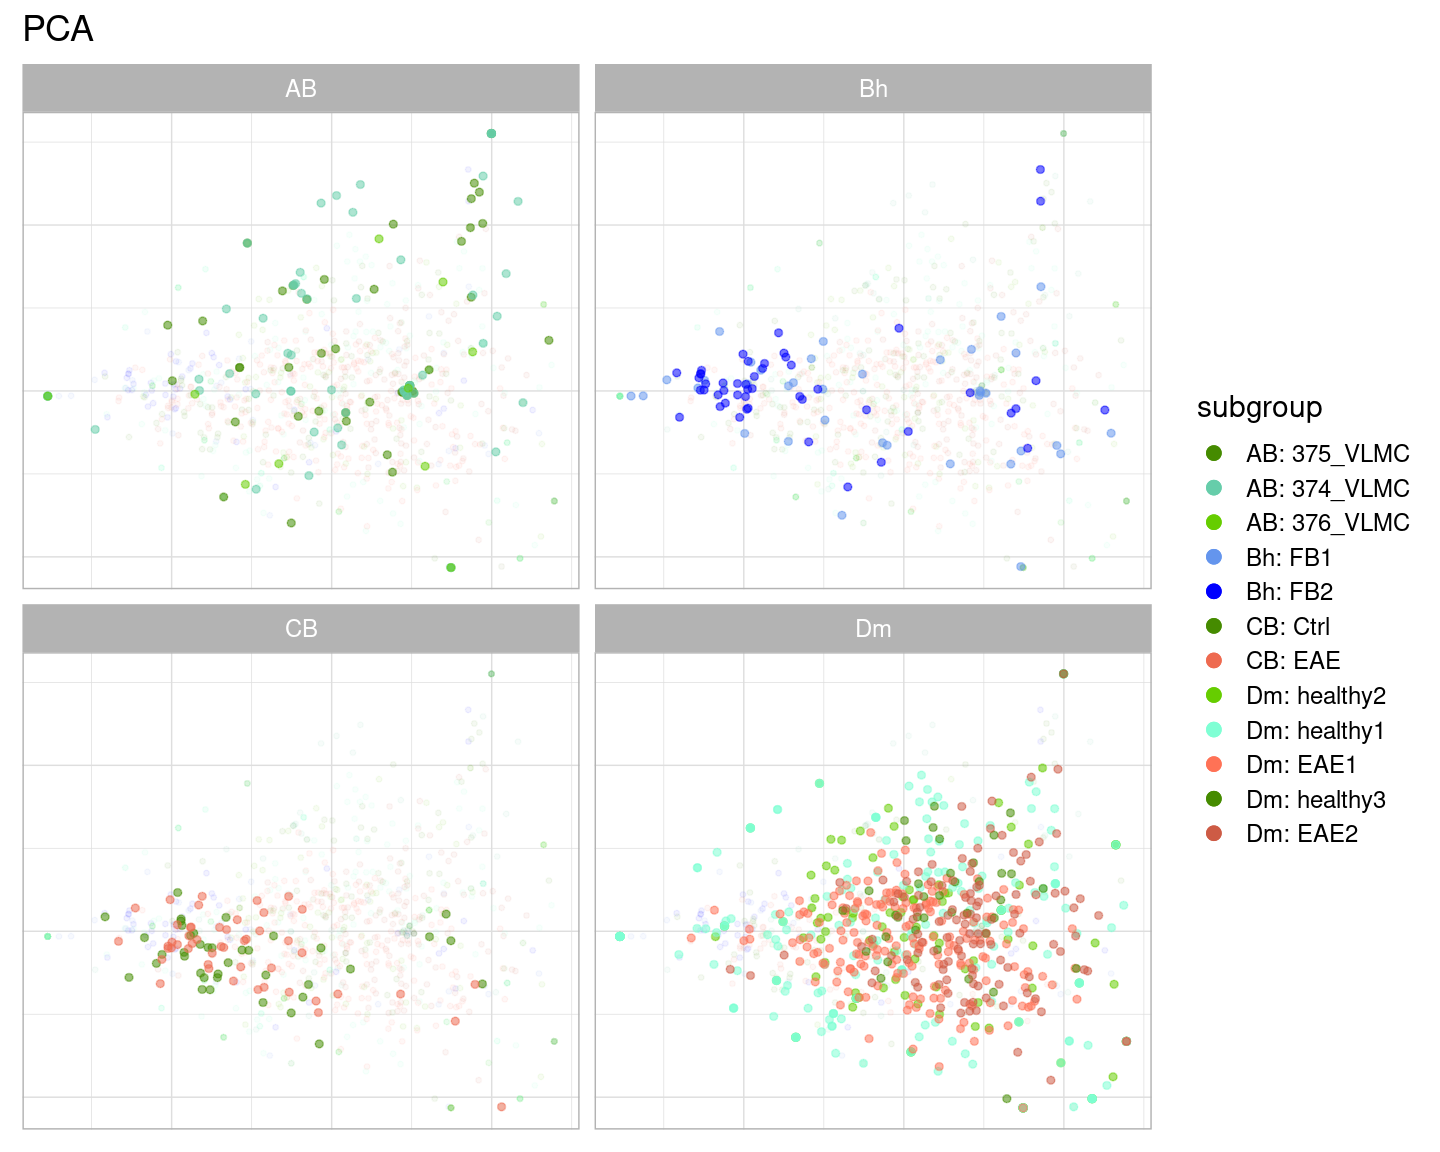 PCA
AB
Bh
CB
Dm
subgroup
AB: 375_VLMC
AB: 374_VLMC
AB: 376_VLMC
Bh: FB1
Bh: FB2
CB: Ctrl
CB: EAE
Dm: healthy2
Dm: healthy1
Dm: EAE1
Dm: healthy3
Dm: EAE2